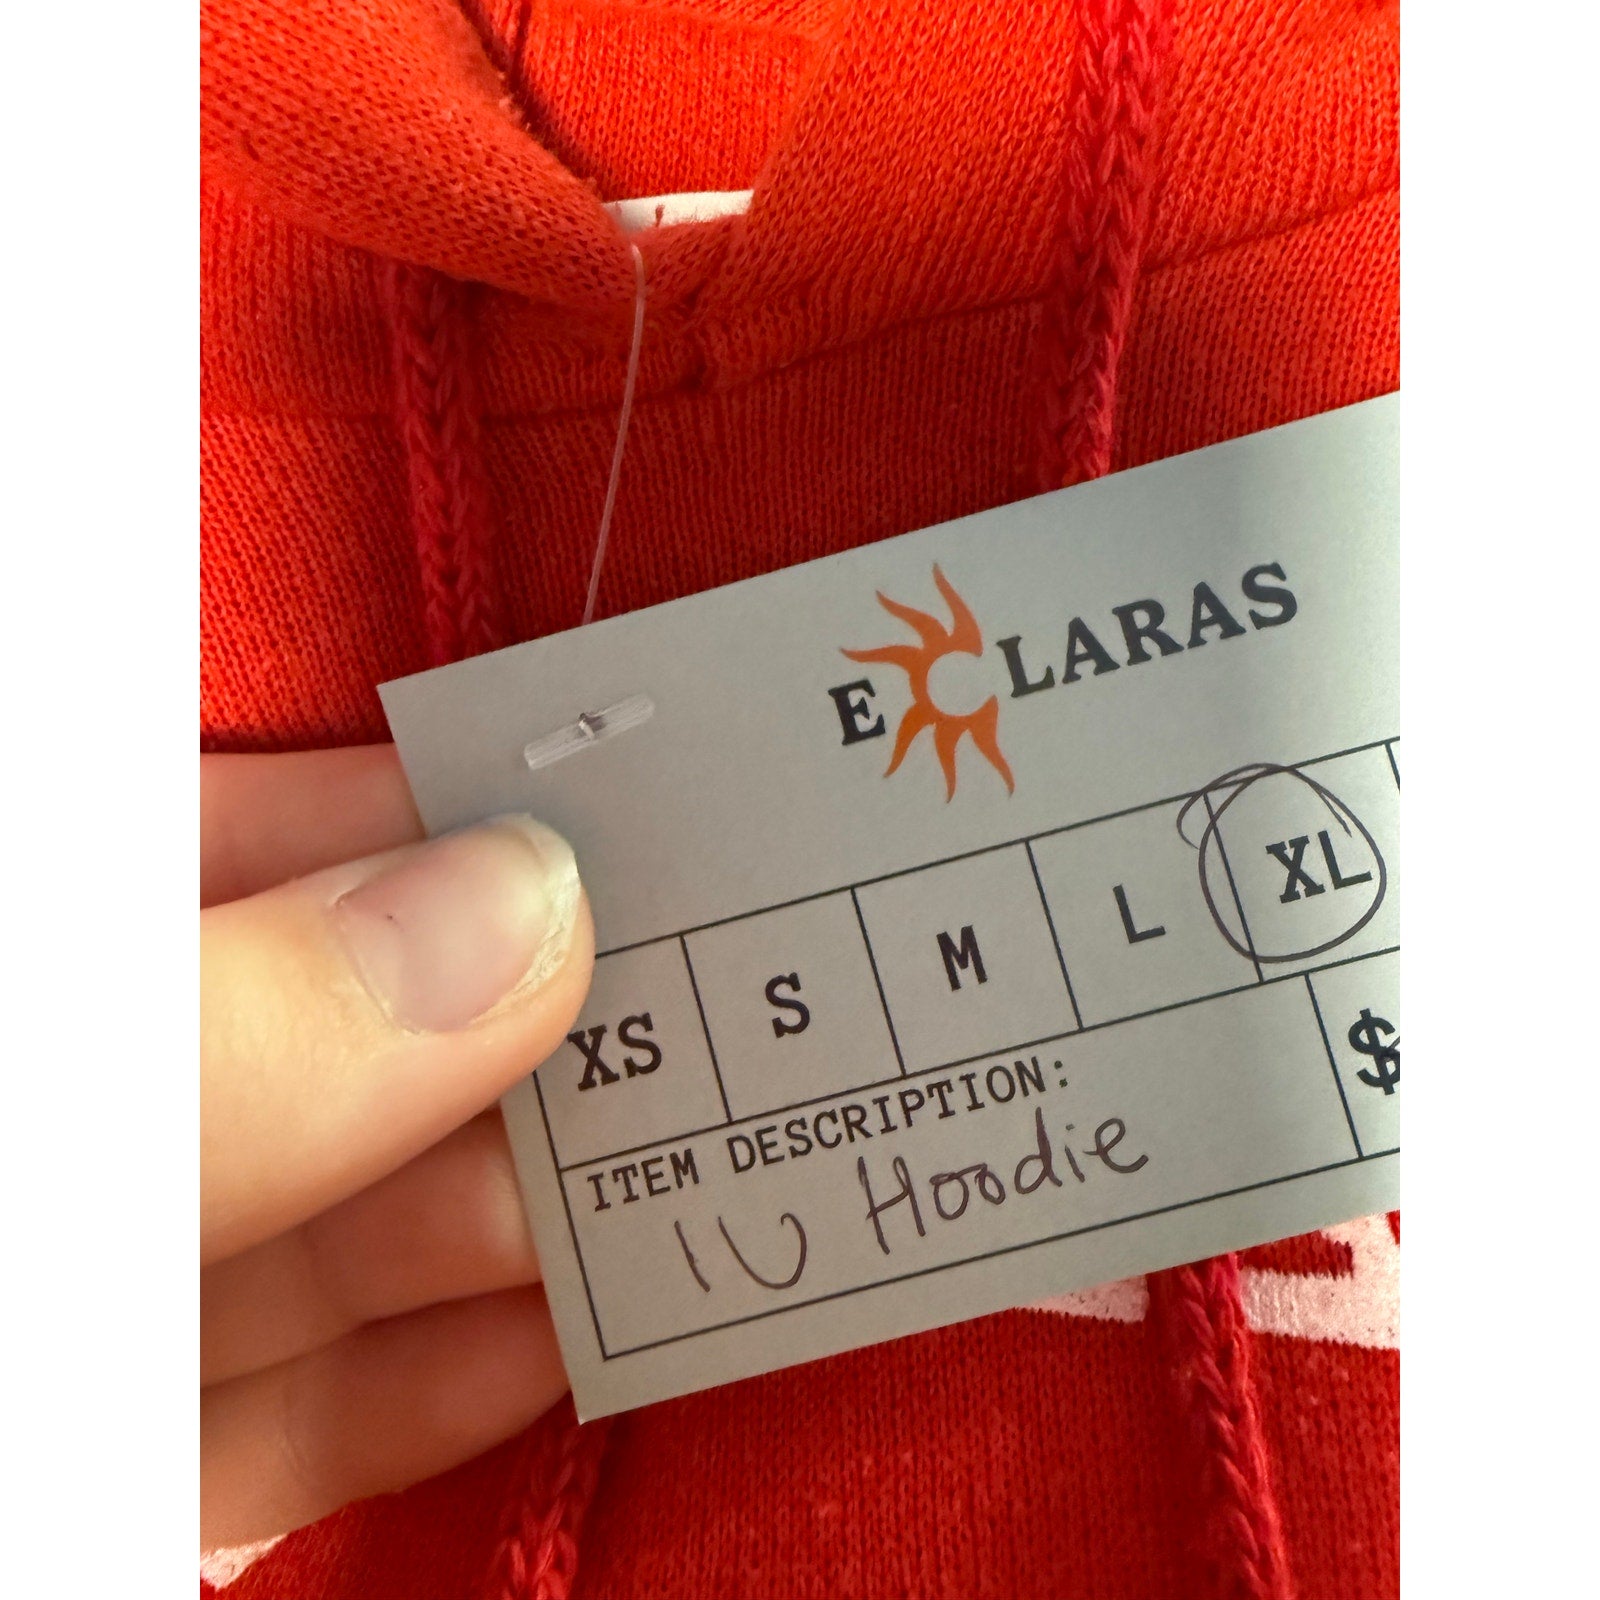 ECLARAS
XS S M L XL
ITEM DESCRIPTION: $
IU Hoodie